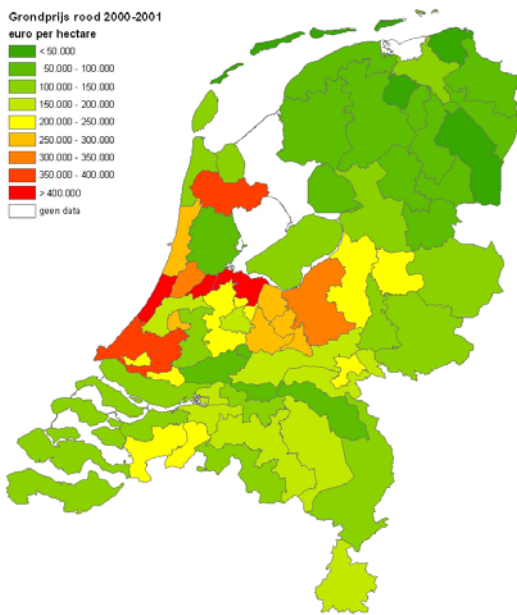 Grondprijs rood 2000-2001
euro per hectare
< 50.000
50.000 - 100.000
100.000 - 150.000
150.000 - 200.000
200.000 - 250.000
250.000 - 300.000
300.000 - 350.000
350.000 - 400.000
> 400.000
geen data